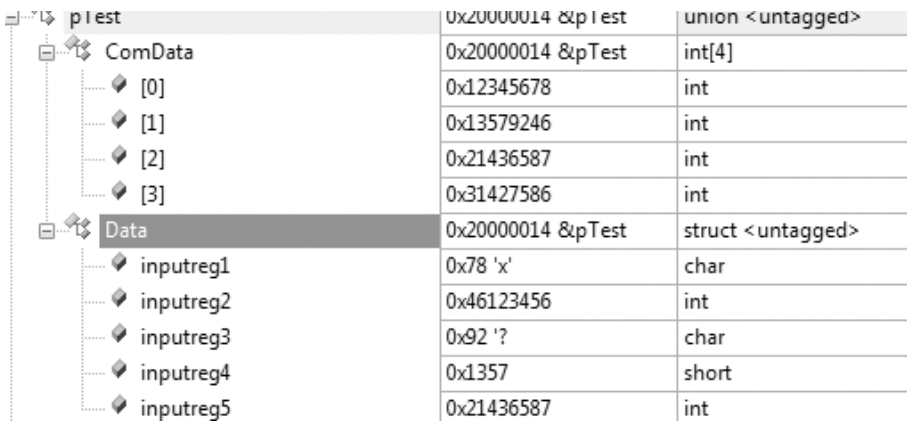 pTest 0x20000014 &pTest union <untagged>
ComData 0x20000014 &pTest int[4]
[0] 0x12345678 int
[1] 0x13579246 int
[2] 0x21436587 int
[3] 0x31427586 int
Data 0x20000014 &pTest struct <untagged>
inputreg1 0x78 'x' char
inputreg2 0x46123456 int
inputreg3 0x92 '? char
inputreg4 0x1357 short
inputreg5 0x21436587 int